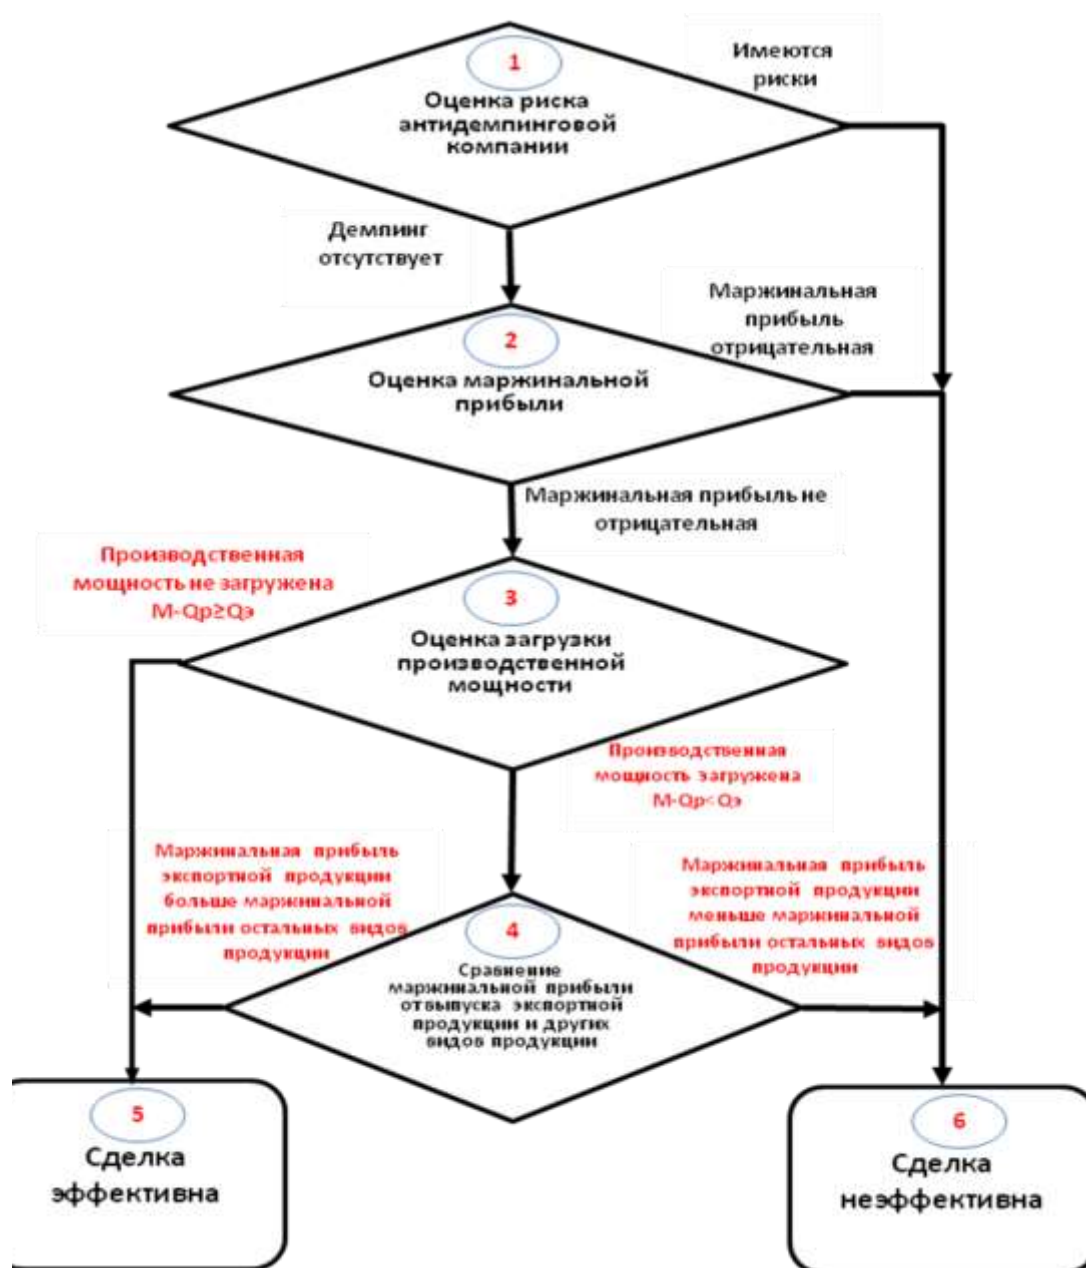 1
Оценка риска
антидемпинговой
компании
Имеются
риски
Демпинг
отсутствует
2
Оценка маржинальной
прибыли
Маржинальная
прибыль
отрицательная
Маржинальная прибыль не
отрицательная
Производственная
мощность не загружена
М-Qр≥Qэ
3
Оценка загрузки
производственной
мощности
Производственная
мощность загружена
М-Qр<Qэ
Маржинальная прибыль
экспортной продукции
больше маржинальной
прибыли остальных видов
продукции
4
Сравнение
маржинальной прибыли
от выпуска экспортной
продукции и других
видов продукции
Маржинальная прибыль
экспортной продукции
меньше маржинальной
прибыли остальных видов
продукции
5
Сделка
эффективна
6
Сделка
неэффективна